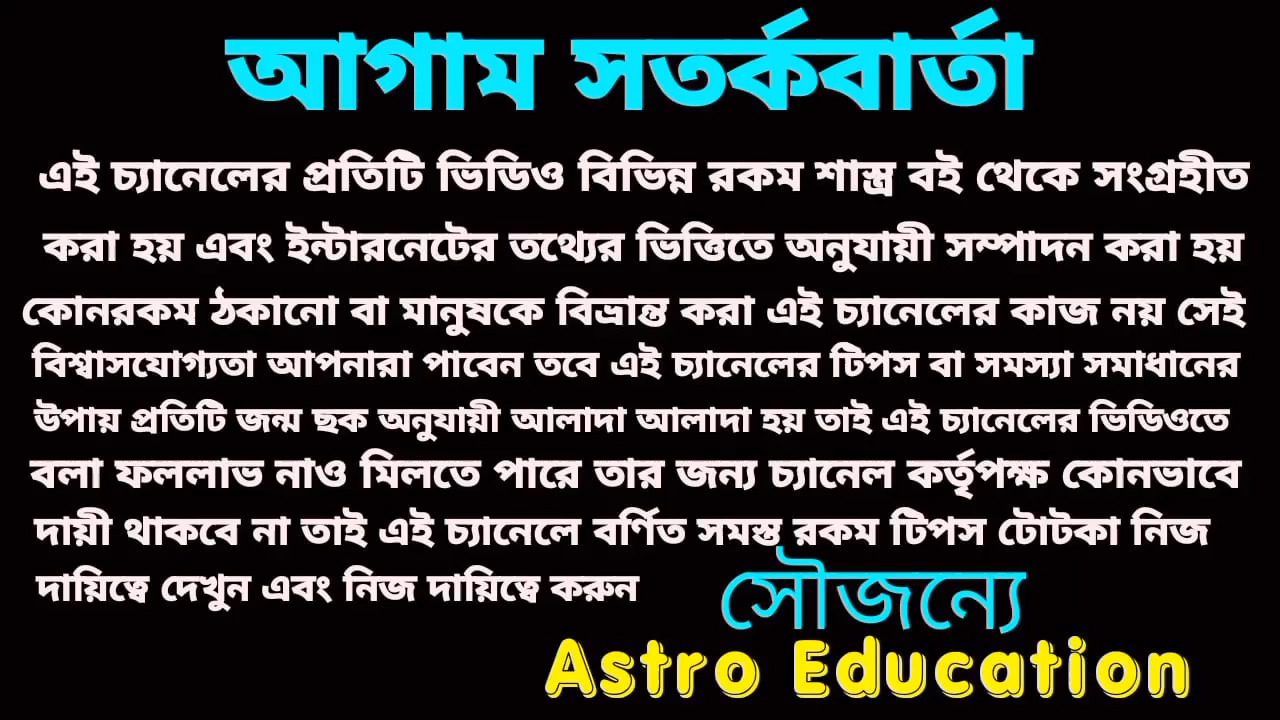 আগাম সতর্কবার্তা
এই চ্যানেলের প্রতিটি ভিডিও বিভিন্ন রকম শাস্ত্র বই থেকে সংগ্রহীত
করা হয় এবং ইন্টারনেটের তথ্যের ভিত্তিতে অনুযায়ী সম্পাদন করা হয়
কোনরকম ঠকানো বা মানুষকে বিভ্রান্ত করা এই চ্যানেলের কাজ নয় সেই
বিশ্বাসযোগ্যতা আপনারা পাবেন তবে এই চ্যানেলের টিপস বা সমস্যা সমাধানের
উপায় প্রতিটি জন্ম ছক অনুযায়ী আলাদা আলাদা হয় তাই এই চ্যানেলের ভিডিওতে
বলা ফললাভ নাও মিলতে পারে তার জন্য চ্যানেল কর্তৃপক্ষ কোনভাবে
দায়ী থাকবে না তাই এই চ্যানেলে বর্ণিত সমস্ত রকম টিপস টোটকা নিজ
দায়িত্বে দেখুন এবং নিজ দায়িত্বে করুন
সৌজন্যে
Astro Education